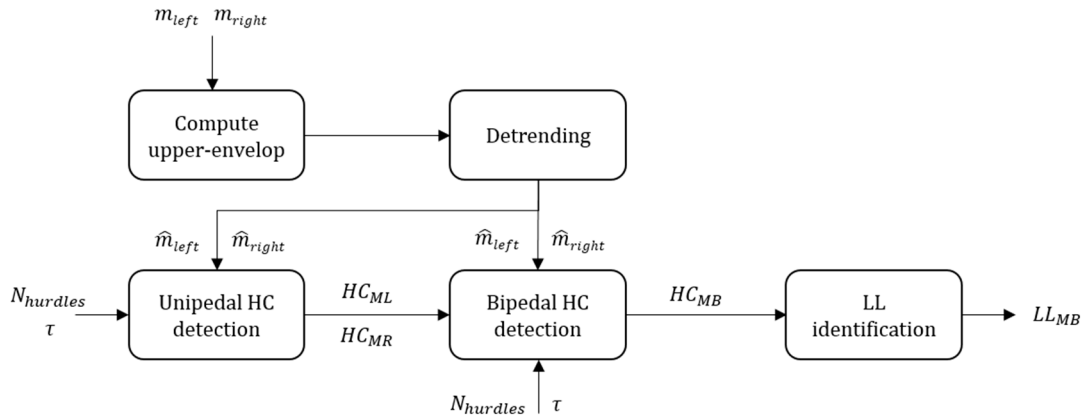 m_left m_right
Compute
upper-envelop
Detrending
m̂_left m̂_right
m̂_left m̂_right
N_hurdles
τ
Unipedal HC
detection
HC_ML
HC_MR
Bipedal HC
detection
HC_MB
LL
identification
LL_MB
N_hurdles τ